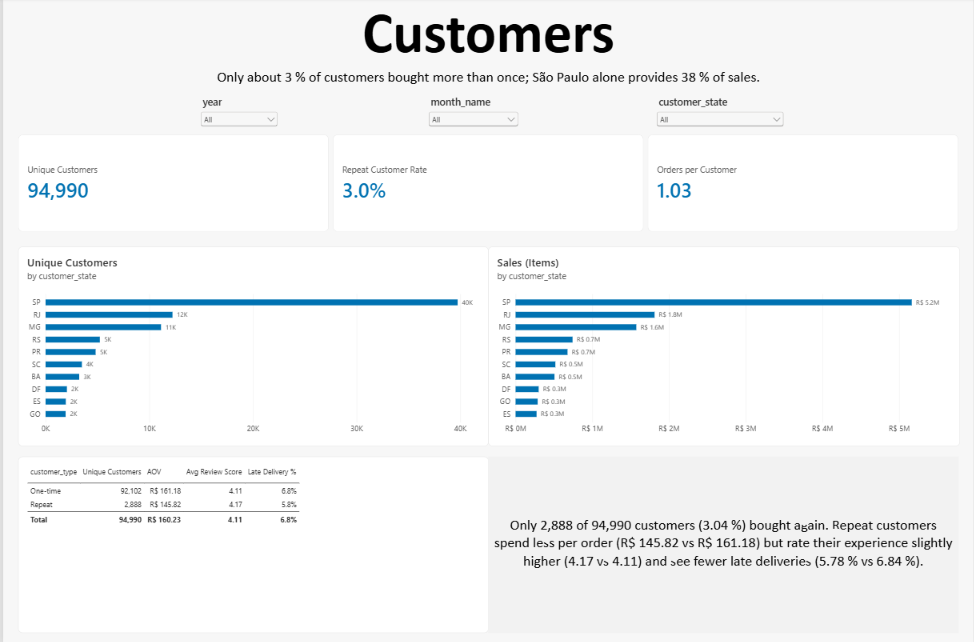 Customers
Only about 3 % of customers bought more than once; São Paulo alone provides 38 % of sales.
year month_name customer_state
All All All
Unique Customers
94,990
Repeat Customer Rate
3.0%
Orders per Customer
1.03
Unique Customers
by customer_state
SP 40K
RJ 12K
MG 11K
RS 5K
PR 5K
SC 4K
BA 3K
DF 2K
ES 2K
GO 2K
0K 10K 20K 30K 40K
Sales (Items)
by customer_state
SP R$ 5.2M
RJ R$ 1.8M
MG R$ 1.6M
RS R$ 0.7M
PR R$ 0.7M
SC R$ 0.5M
BA R$ 0.5M
DF R$ 0.3M
GO R$ 0.3M
ES R$ 0.3M
R$ 0M R$ 1M R$ 2M R$ 3M R$ 4M R$ 5M
customer_type Unique Customers AOV Avg Review Score Late Delivery %
One-time 92,102 R$ 161.18 4.11 6.8%
Repeat 2,888 R$ 145.82 4.17 5.8%
Total 94,990 R$ 160.23 4.11 6.8%
Only 2,888 of 94,990 customers (3.04 %) bought again. Repeat customers
spend less per order (R$ 145.82 vs R$ 161.18) but rate their experience slightly
higher (4.17 vs 4.11) and see fewer late deliveries (5.78 % vs 6.84 %).